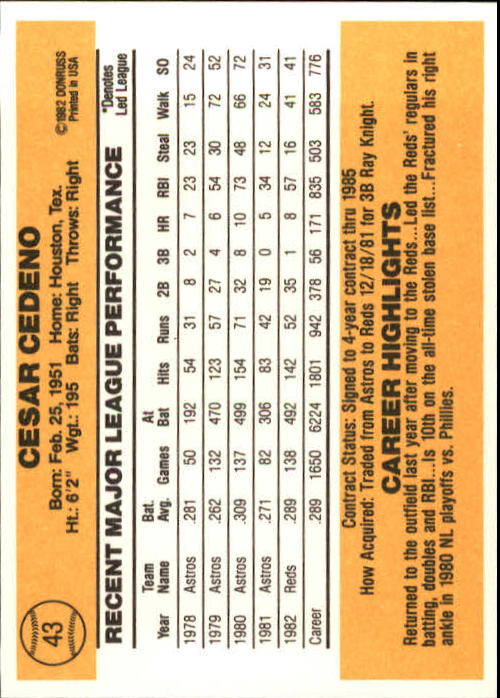 43
CESAR CEDENO
©1982 DONRUSS
Printed in USA
Born: Feb. 25, 1951 Home: Houston, Tex.
Ht.: 6'2" Wgt.: 195 Bats: Right Throws: Right
RECENT MAJOR LEAGUE PERFORMANCE
*Denotes
Led League
Year Team Name Bat. Avg. Games At Bat Hits Runs 2B 3B HR RBI Steal Walk SO
1978 Astros .281 50 192 54 31 8 2 7 23 23 15 24
1979 Astros .262 132 470 123 57 27 4 6 54 30 72 52
1980 Astros .309 137 499 154 71 32 8 10 73 48 66 72
1981 Astros .271 82 306 83 42 19 0 5 34 12 24 31
1982 Reds .289 138 492 142 52 35 1 8 57 16 41 41
Career .289 1650 6224 1801 942 378 56 171 835 503 583 776
Contract Status: Signed to 4-year contract thru 1985
How Acquired: Traded from Astros to Reds 12/18/81 for 3B Ray Knight.
CAREER HIGHLIGHTS
Returned to the outfield last year after moving to the Reds...Led the Reds' regulars in
batting, doubles and RBI...Is 10th on the all-time stolen base list...Fractured his right
ankle in 1980 NL playoffs vs. Phillies.